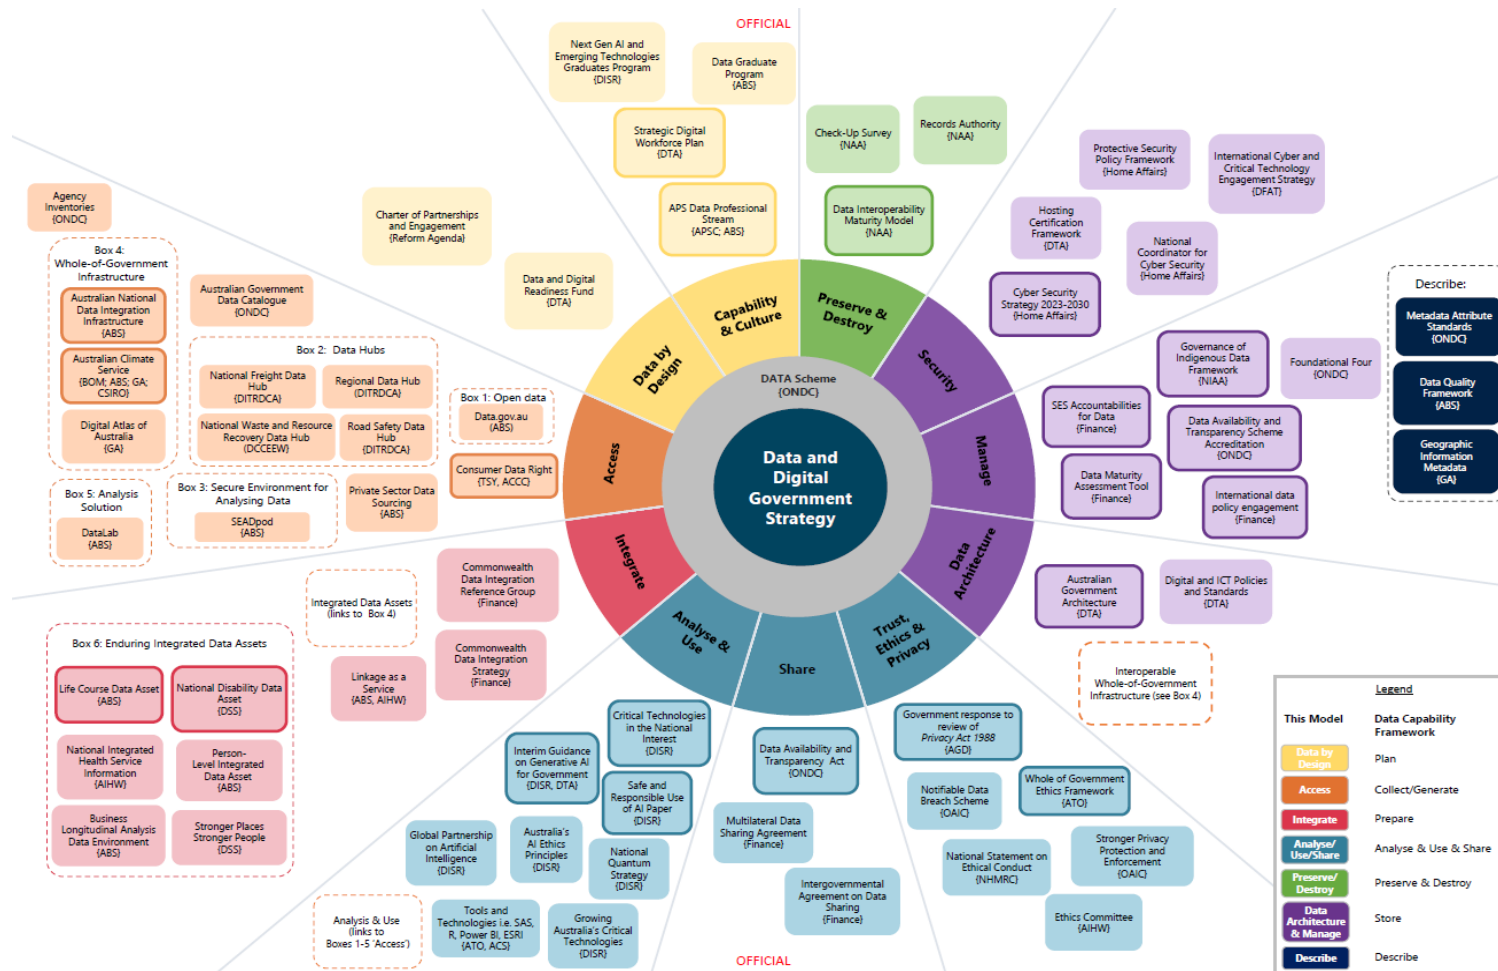 OFFICIAL
Next Gen AI and
Emerging Technologies
Graduates Program
{DISR}
Data Graduate
Program
{ABS}
Strategic Digital
Workforce Plan
{DTA}
APS Data Professional
Stream
{APSC; ABS}
Check-Up Survey
{NAA}
Records Authority
{NAA}
Data Interoperability
Maturity Model
{NAA}
Protective Security
Policy Framework
{Home Affairs}
International Cyber and
Critical Technology
Engagement Strategy
{DFAT}
Hosting
Certification
Framework
{DTA}
National
Coordinator for
Cyber Security
{Home Affairs}
Cyber Security
Strategy 2023-2030
{Home Affairs}
Agency
Inventories
{ONDC}
Charter of Partnerships
and Engagement
{Reform Agenda}
Data and Digital
Readiness Fund
{DTA}
Box 4:
Whole-of-Government
Infrastructure
Australian National
Data Integration
Infrastructure
{ABS}
Australian Climate
Service
{BOM; ABS; GA;
CSIRO}
Digital Atlas of
Australia
{GA}
Australian Government
Data Catalogue
{ONDC}
Box 2: Data Hubs
National Freight Data
Hub
{DITRDCA}
Regional Data Hub
{DITRDCA}
National Waste and Resource
Recovery Data Hub
{DCCEEW}
Road Safety Data
Hub
{DITRDCA}
Box 1: Open data
Data.gov.au
{ABS}
Consumer Data Right
{TSY, ACCC}
Box 5: Analysis
Solution
DataLab
{ABS}
Box 3: Secure Environment for
Analysing Data
SEADpod
{ABS}
Private Sector Data
Sourcing
{ABS}
Data by
Design
Capability
& Culture
Preserve &
Destroy
Security
Manage
Data
Architecture
Trust,
Ethics &
Privacy
Share
Analyse &
Use
Integrate
Access
DATA Scheme
{ONDC}
Data and
Digital
Government
Strategy
Governance of
Indigenous Data
Framework
{NIAA}
Foundational Four
{ONDC}
SES Accountabilities
for Data
{Finance}
Data Availability and
Transparency Scheme
Accreditation
{ONDC}
Data Maturity
Assessment Tool
{Finance}
International data
policy engagement
{Finance}
Describe:
Metadata Attribute
Standards
{ONDC}
Data Quality
Framework
{ABS}
Geographic
Information
Metadata
{GA}
Australian
Government
Architecture
{DTA}
Digital and ICT Policies
and Standards
{DTA}
Interoperable
Whole-of-Government
Infrastructure (see Box 4)
Integrated Data Assets
(links to Box 4)
Commonwealth
Data Integration
Reference Group
{Finance}
Commonwealth
Data Integration
Strategy
{Finance}
Linkage as a
Service
{ABS, AIHW}
Box 6: Enduring Integrated Data Assets
Life Course Data Asset
{ABS}
National Disability Data
Asset
{DSS}
National Integrated
Health Service
Information
{AIHW}
Person-
Level Integrated
Data Asset
{ABS}
Business
Longitudinal Analysis
Data Environment
{ABS}
Stronger Places
Stronger People
{DSS}
Critical Technologies
in the National
Interest
{DISR}
Interim Guidance
on Generative AI
for Government
{DISR, DTA}
Safe and
Responsible Use
of AI Paper
{DISR}
Global Partnership
on Artificial
Intelligence
{DISR}
Australia's
AI Ethics
Principles
{DISR}
National
Quantum
Strategy
{DISR}
Analysis & Use
(links to
Boxes 1-5 'Access')
Tools and
Technologies i.e. SAS,
R, Power BI, ESRI
{ATO, ACS}
Growing
Australia's Critical
Technologies
{DISR}
Data Availability and
Transparency Act
{ONDC}
Multilateral Data
Sharing Agreement
{Finance}
Intergovernmental
Agreement on Data
Sharing
{Finance}
Government response to
review of
Privacy Act 1988
{AGD}
Notifiable Data
Breach Scheme
{OAIC}
Whole of Government
Ethics Framework
{ATO}
National Statement on
Ethical Conduct
{NHMRC}
Stronger Privacy
Protection and
Enforcement
{OAIC}
Ethics Committee
{AIHW}
Legend
This Model
Data Capability
Framework
Data by
Design
Plan
Access
Collect/Generate
Integrate
Prepare
Analyse/
Use/Share
Analyse & Use & Share
Preserve/
Destroy
Preserve & Destroy
Data
Architecture
& Manage
Store
Describe
Describe
OFFICIAL